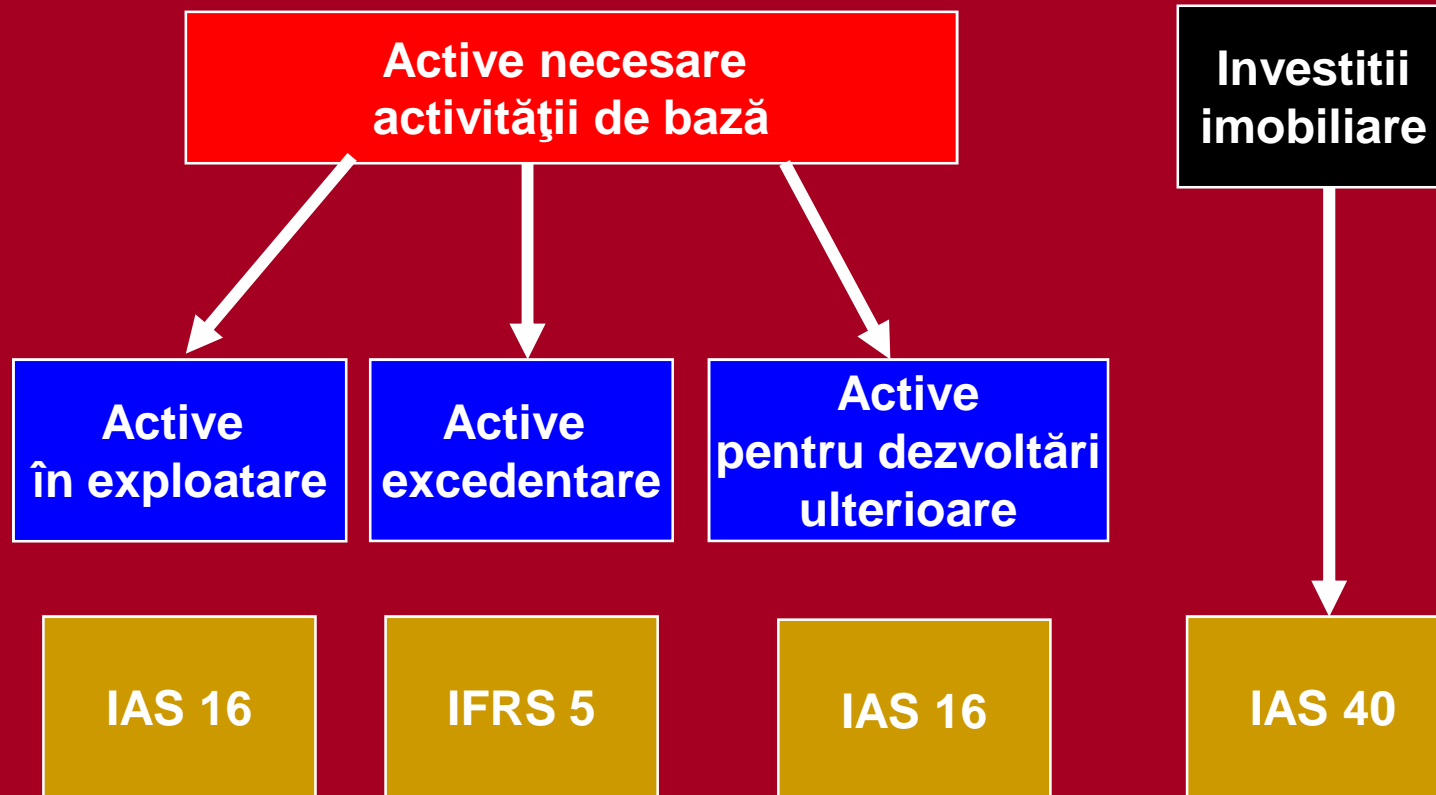 Active necesare
activităţii de bază
Investitii
imobiliare
Active
în exploatare
Active
excedentare
Active
pentru dezvoltări
ulterioare
IAS 16
IFRS 5
IAS 16
IAS 40